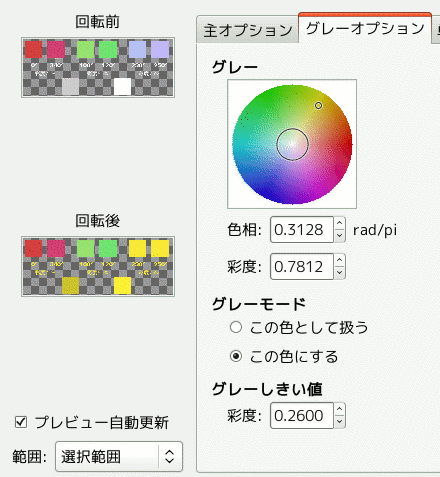 回転前
回転後
プレビュー自動更新
範囲: 選択範囲
主オプション グレーオプション
グレー
色相: 0.3128 rad/pi
彩度: 0.7812
グレーモード
この色として扱う
この色にする
グレーしきい値
彩度: 0.2600